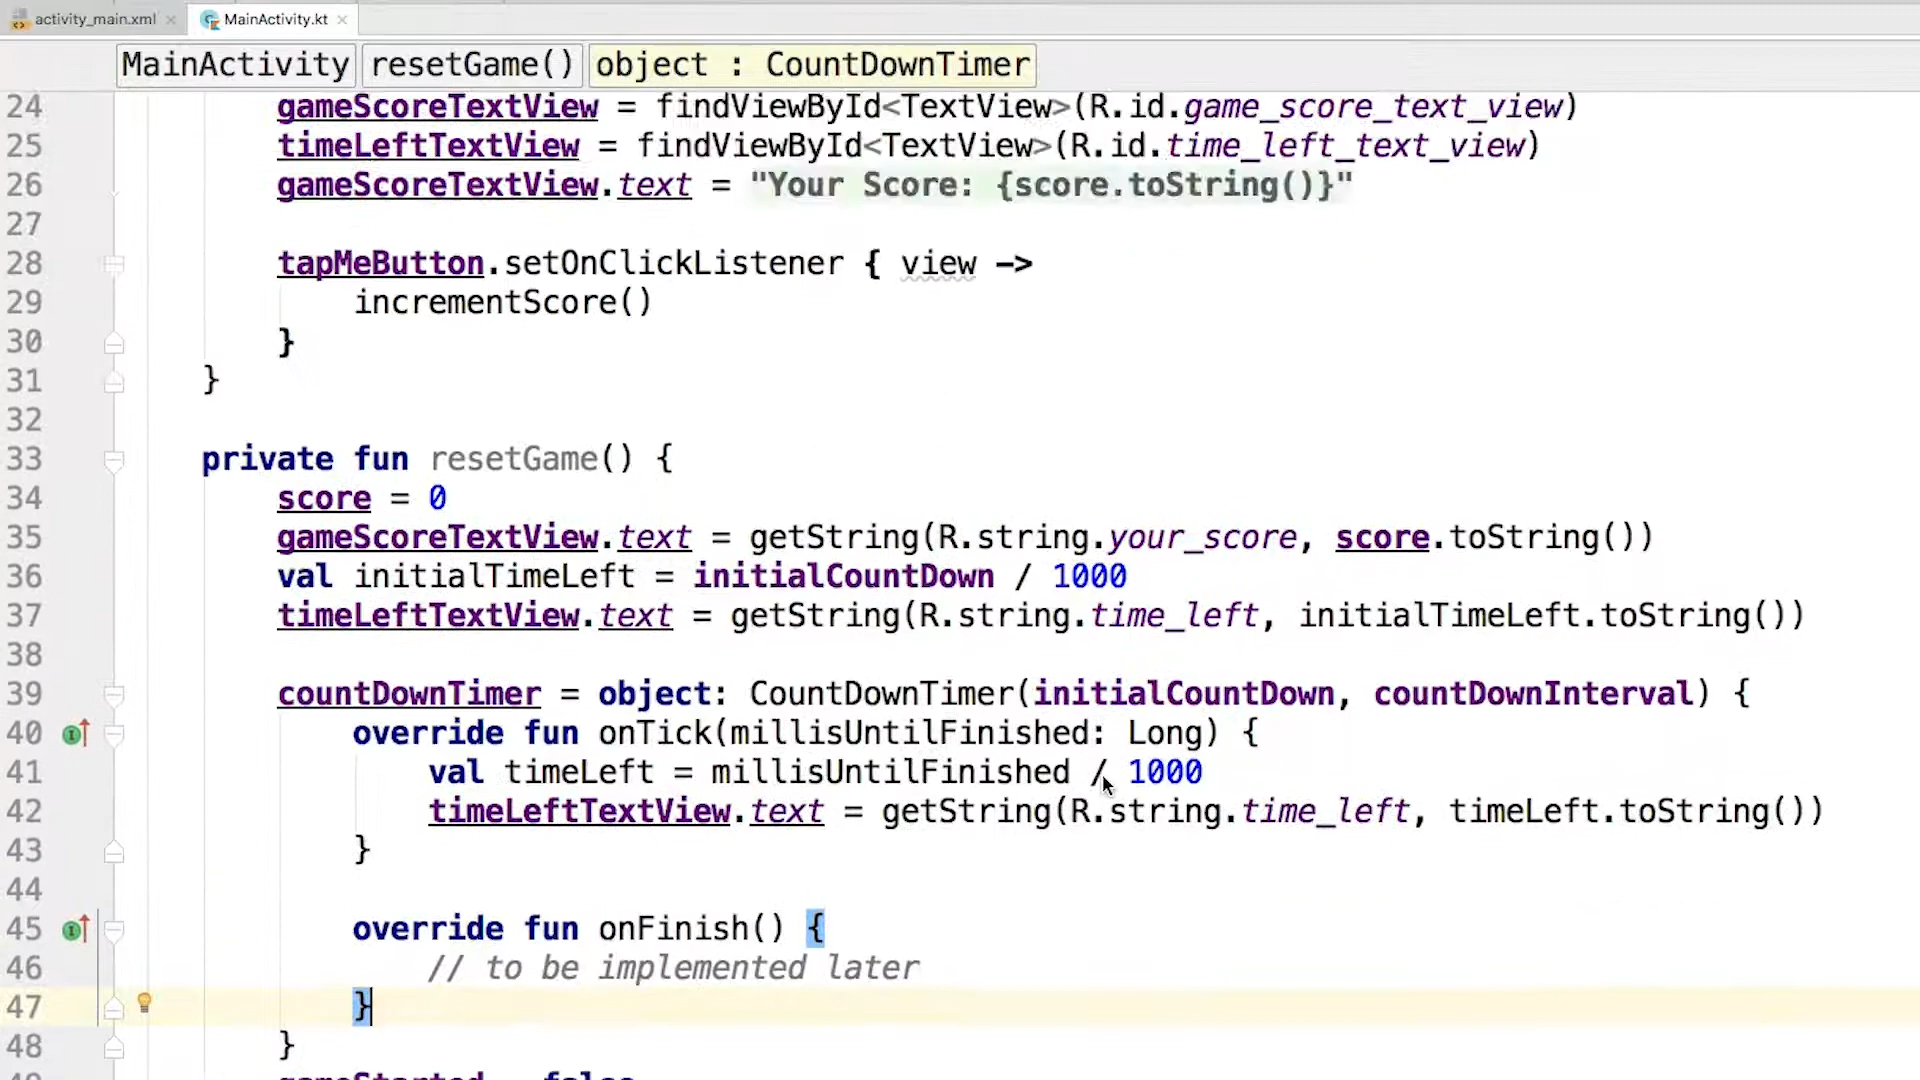 activity_main.xml
MainActivity.kt
MainActivity resetGame() object : CountDownTimer
24 gameScoreTextView = findViewById<TextView>(R.id.game_score_text_view)
25 timeLeftTextView = findViewById<TextView>(R.id.time_left_text_view)
26 gameScoreTextView.text = "Your Score: {score.toString()}"
27
28 tapMeButton.setOnClickListener { view ->
29 incrementScore()
30 }
31 }
32
33 private fun resetGame() {
34 score = 0
35 gameScoreTextView.text = getString(R.string.your_score, score.toString())
36 val initialTimeLeft = initialCountDown / 1000
37 timeLeftTextView.text = getString(R.string.time_left, initialTimeLeft.toString())
38
39 countDownTimer = object: CountDownTimer(initialCountDown, countDownInterval) {
40 override fun onTick(millisUntilFinished: Long) {
41 val timeLeft = millisUntilFinished / 1000
42 timeLeftTextView.text = getString(R.string.time_left, timeLeft.toString())
43 }
44
45 override fun onFinish() {
46 // to be implemented later
47 }
48 }
gameStarted = false